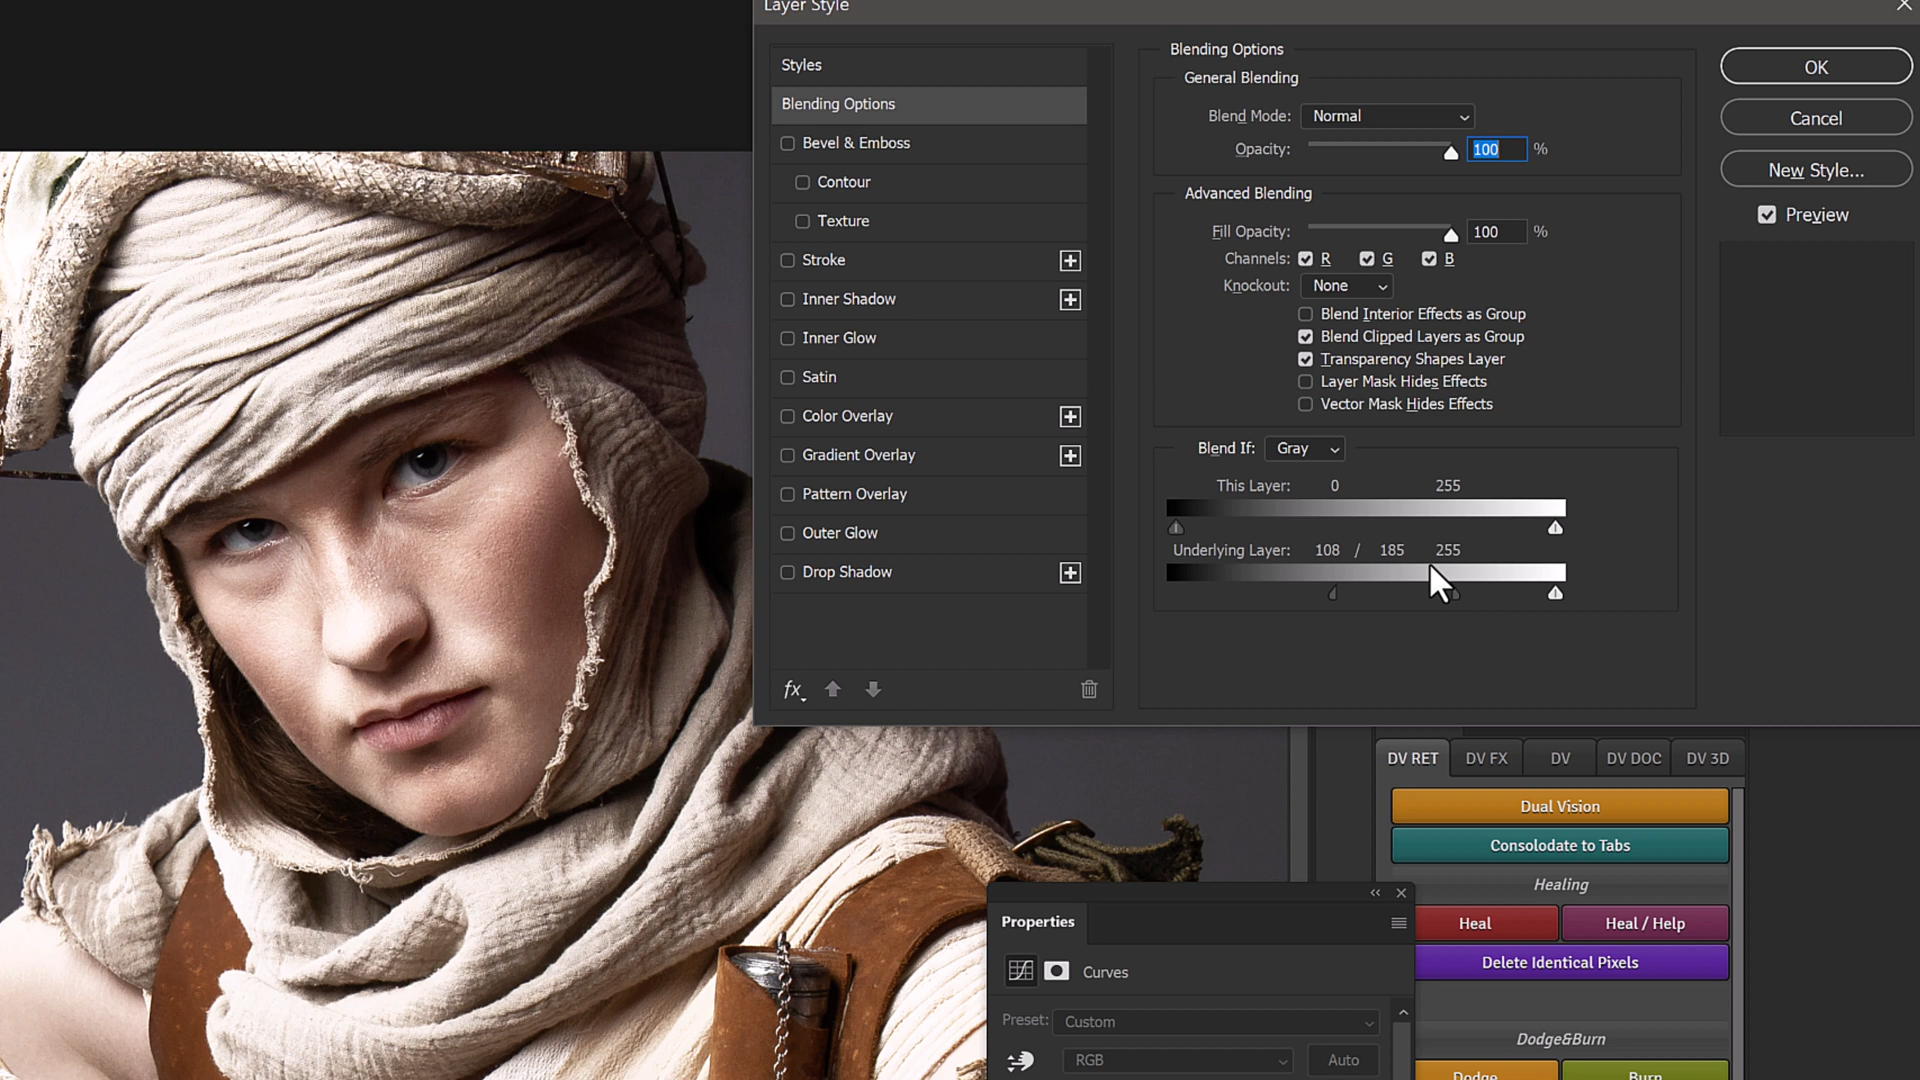 Layer Style
Styles
Blending Options
Bevel & Emboss
Contour
Texture
Stroke
Inner Shadow
Inner Glow
Satin
Color Overlay
Gradient Overlay
Pattern Overlay
Outer Glow
Drop Shadow
fx
Blending Options
General Blending
Blend Mode: Normal
Opacity: 100 %
Advanced Blending
Fill Opacity: 100 %
Channels: R G B
Knockout: None
Blend Interior Effects as Group
Blend Clipped Layers as Group
Transparency Shapes Layer
Layer Mask Hides Effects
Vector Mask Hides Effects
Blend If: Gray
This Layer: 0 255
Underlying Layer: 108 / 185 255
OK
Cancel
New Style...
Preview
DV RET DV FX DV DV DOC DV 3D
Dual Vision
Consolodate to Tabs
Healing
Heal Heal / Help
Delete Identical Pixels
Dodge&Burn
Dodge Burn
Properties
Curves
Preset: Custom
RGB Auto